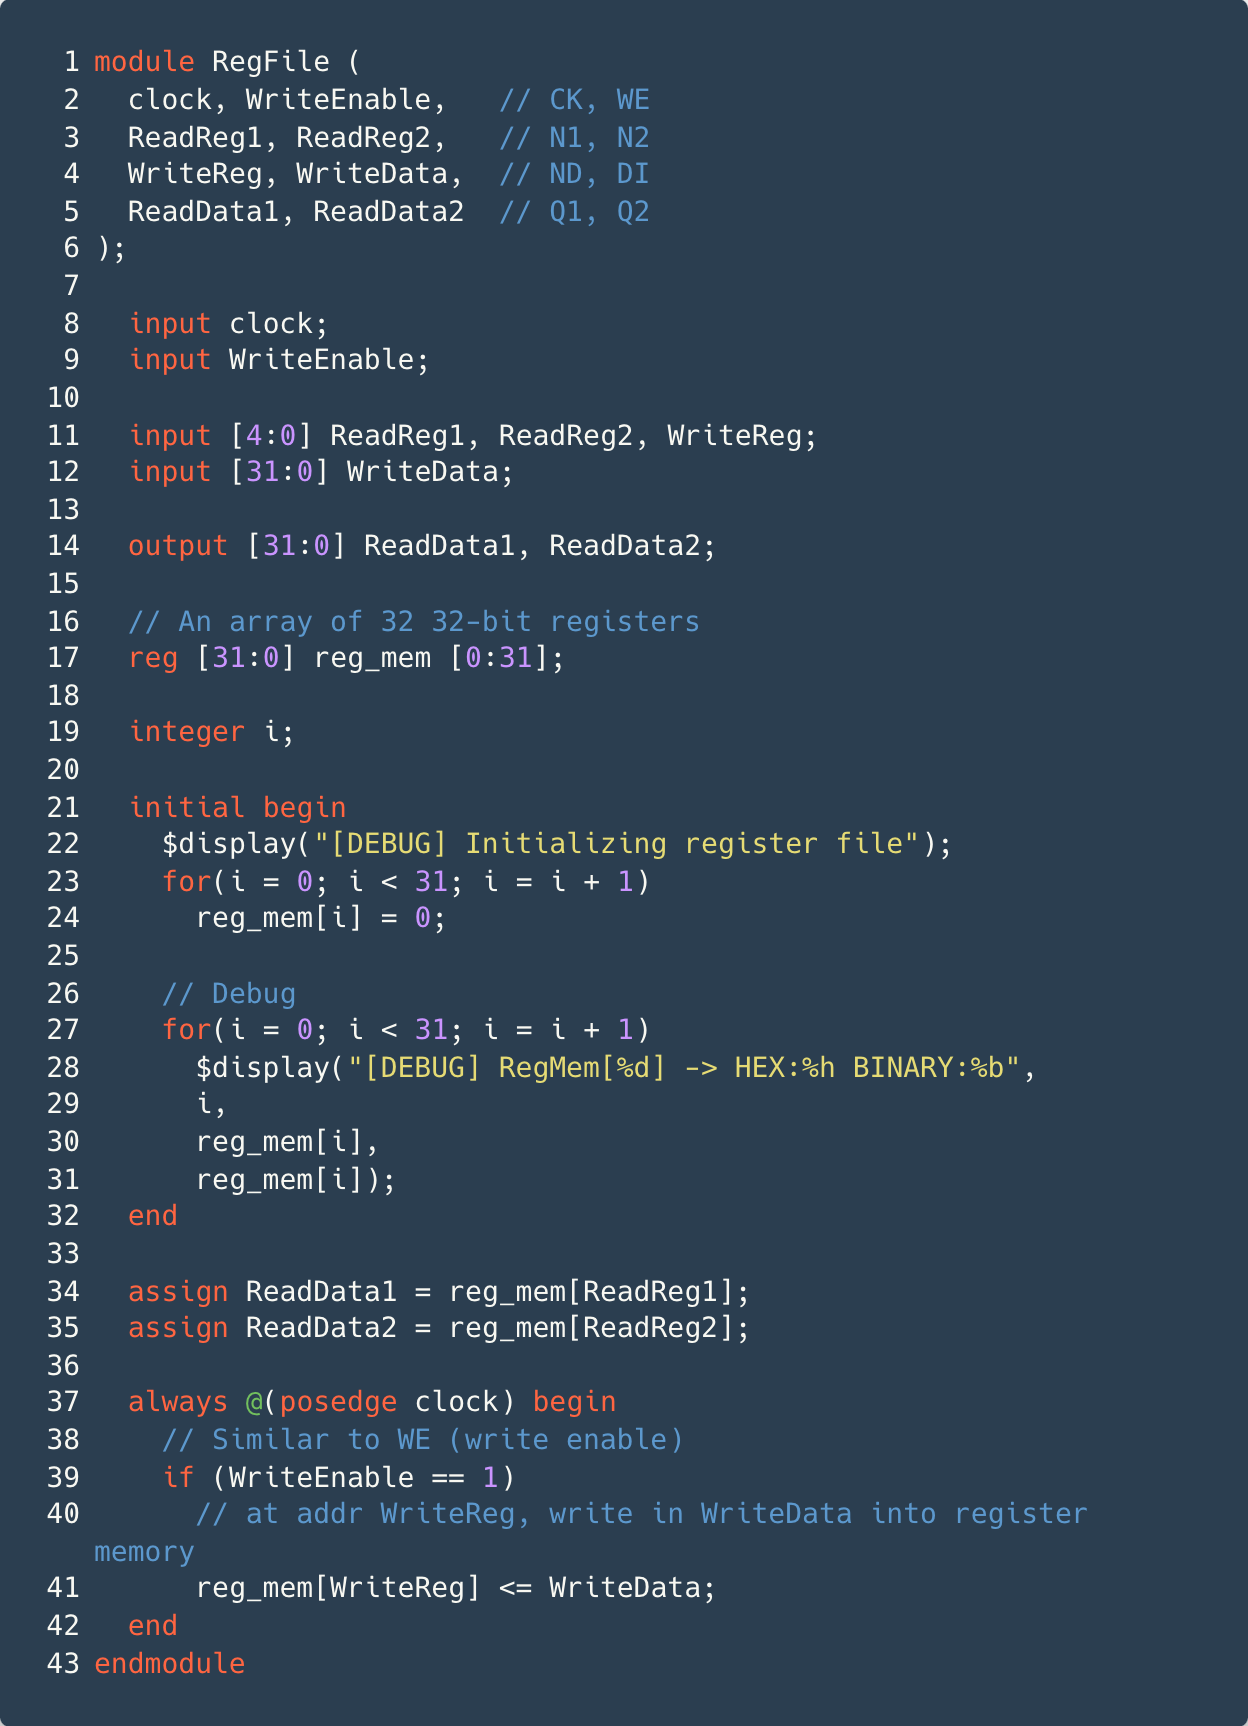 1 module RegFile (
2   clock, WriteEnable,   // CK, WE
3   ReadReg1, ReadReg2,   // N1, N2
4   WriteReg, WriteData,  // ND, DI
5   ReadData1, ReadData2  // Q1, Q2
6 );
7
8   input clock;
9   input WriteEnable;
10
11   input [4:0] ReadReg1, ReadReg2, WriteReg;
12   input [31:0] WriteData;
13
14   output [31:0] ReadData1, ReadData2;
15
16   // An array of 32 32-bit registers
17   reg [31:0] reg_mem [0:31];
18
19   integer i;
20
21   initial begin
22     $display("[DEBUG] Initializing register file");
23     for(i = 0; i < 31; i = i + 1)
24       reg_mem[i] = 0;
25
26     // Debug
27     for(i = 0; i < 31; i = i + 1)
28       $display("[DEBUG] RegMem[%d] -> HEX:%h BINARY:%b",
29       i,
30       reg_mem[i],
31       reg_mem[i]);
32   end
33
34   assign ReadData1 = reg_mem[ReadReg1];
35   assign ReadData2 = reg_mem[ReadReg2];
36
37   always @(posedge clock) begin
38     // Similar to WE (write enable)
39     if (WriteEnable == 1)
40       // at addr WriteReg, write in WriteData into register
memory
41       reg_mem[WriteReg] <= WriteData;
42   end
43 endmodule